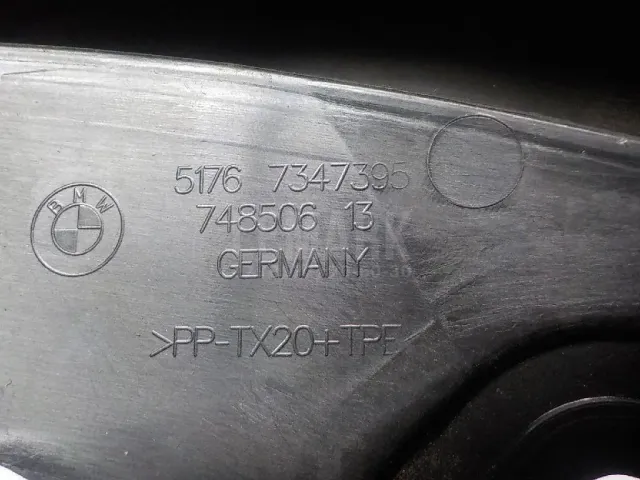 BMW
5176 7347395
748506 13
GERMANY
>PP-TX20+TPE